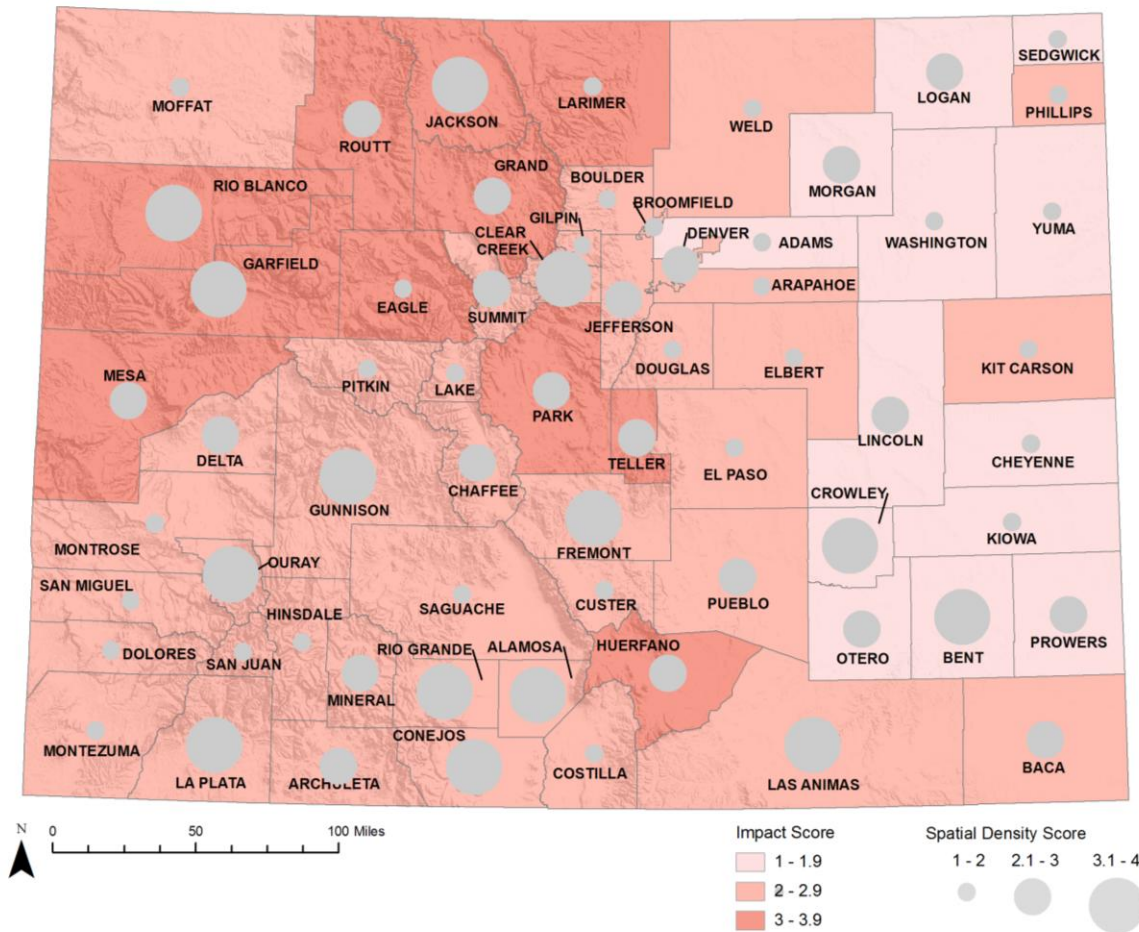 SEDGWICK
MOFFAT
LARIMER
LOGAN
JACKSON
PHILLIPS
WELD
ROUTT
GRAND
BOULDER
MORGAN
RIO BLANCO
BROOMFIELD
GILPIN
CLEAR
CREEK
DENVER
ADAMS
WASHINGTON
YUMA
GARFIELD
EAGLE
ARAPAHOE
SUMMIT
JEFFERSON
MESA
PITKIN
LAKE
DOUGLAS
ELBERT
KIT CARSON
PARK
LINCOLN
DELTA
TELLER
CHEYENNE
EL PASO
GUNNISON
CHAFFEE
CROWLEY
KIOWA
MONTROSE
FREMONT
OURAY
SAN MIGUEL
HINSDALE
SAGUACHE
CUSTER
PUEBLO
DOLORES
SAN JUAN
RIO GRANDE
ALAMOSA
HUERFANO
OTERO
BENT
PROWERS
MINERAL
CONEJOS
MONTEZUMA
LA PLATA
ARCHULETA
COSTILLA
LAS ANIMAS
BACA
N
0 50 100 Miles
Impact Score
1 - 1.9
2 - 2.9
3 - 3.9
Spatial Density Score
1 - 2 2.1 - 3 3.1 - 4